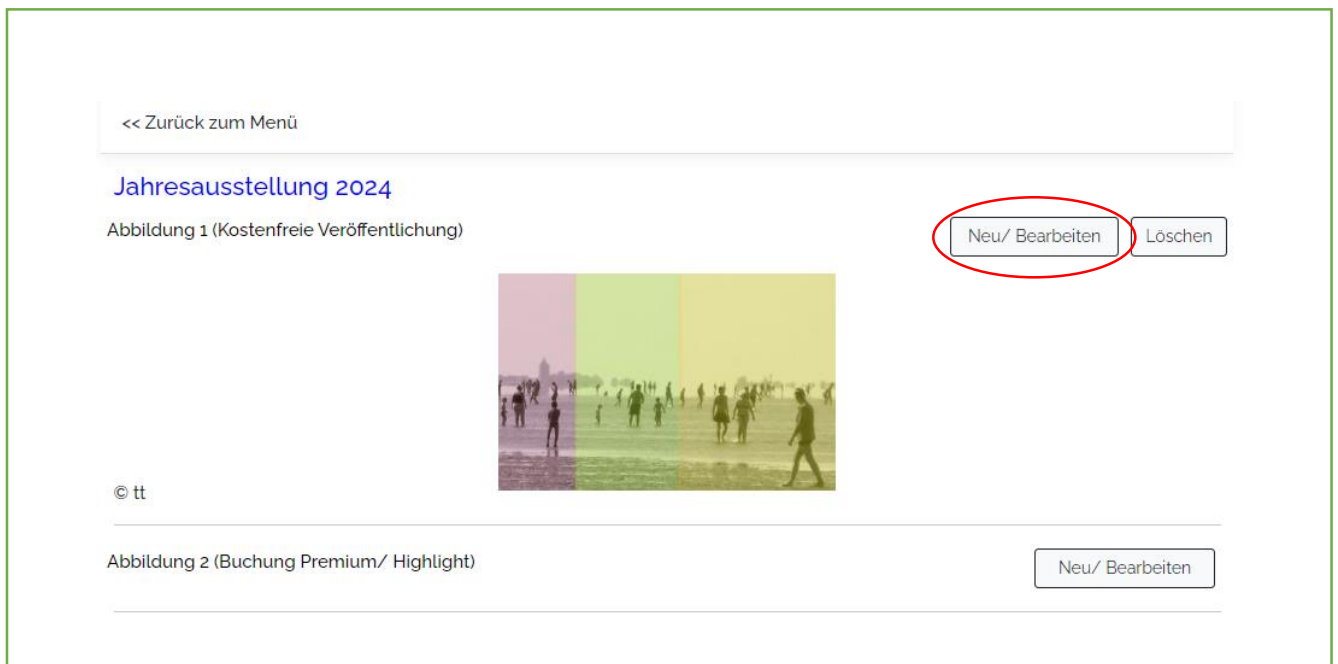 << Zurück zum Menü
Jahresausstellung 2024
Abbildung 1 (Kostenfreie Veröffentlichung)
Neu/ Bearbeiten
Löschen
© tt
Abbildung 2 (Buchung Premium/ Highlight)
Neu/ Bearbeiten